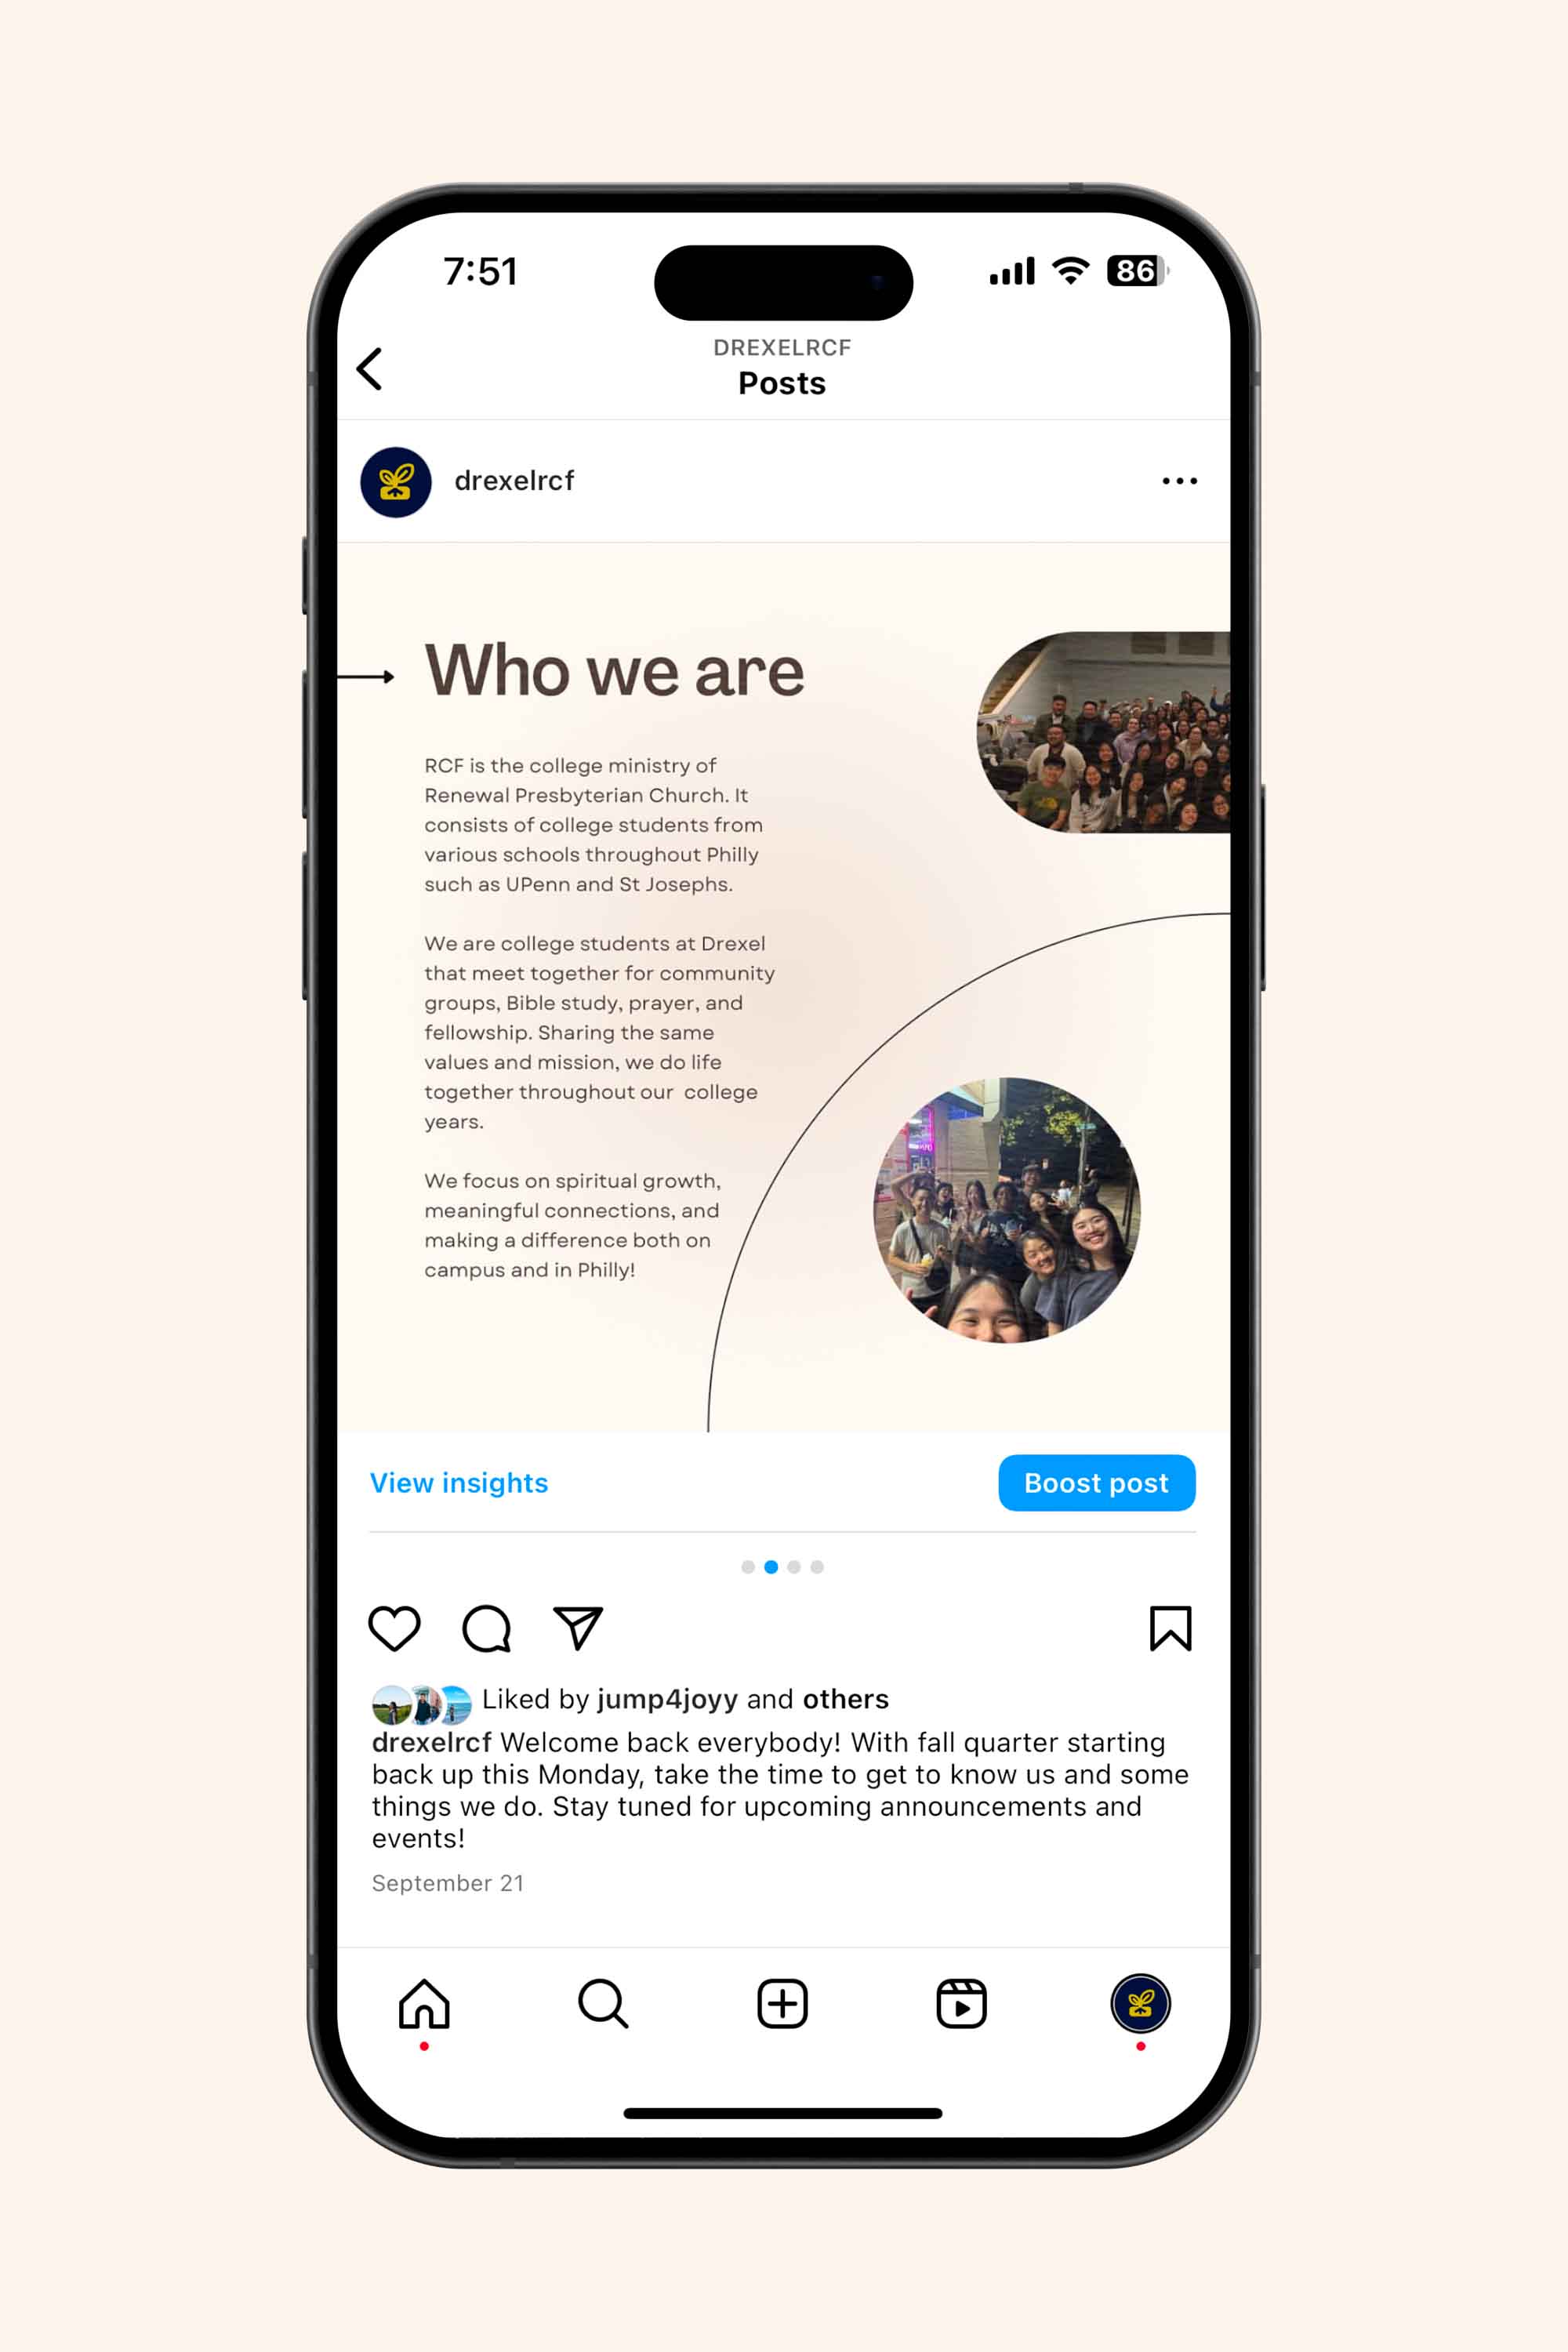 7:51
86
DREXELRCF
Posts
drexelrcf
Who we are
RCF is the college ministry of
Renewal Presbyterian Church. It
consists of college students from
various schools throughout Philly
such as UPenn and St Josephs.
We are college students at Drexel
that meet together for community
groups, Bible study, prayer, and
fellowship. Sharing the same
values and mission, we do life
together throughout our  college
years.
We focus on spiritual growth,
meaningful connections, and
making a difference both on
campus and in Philly!
View insights
Boost post
Liked by jump4joyy and others
drexelrcf Welcome back everybody! With fall quarter starting
back up this Monday, take the time to get to know us and some
things we do. Stay tuned for upcoming announcements and
events!
September 21